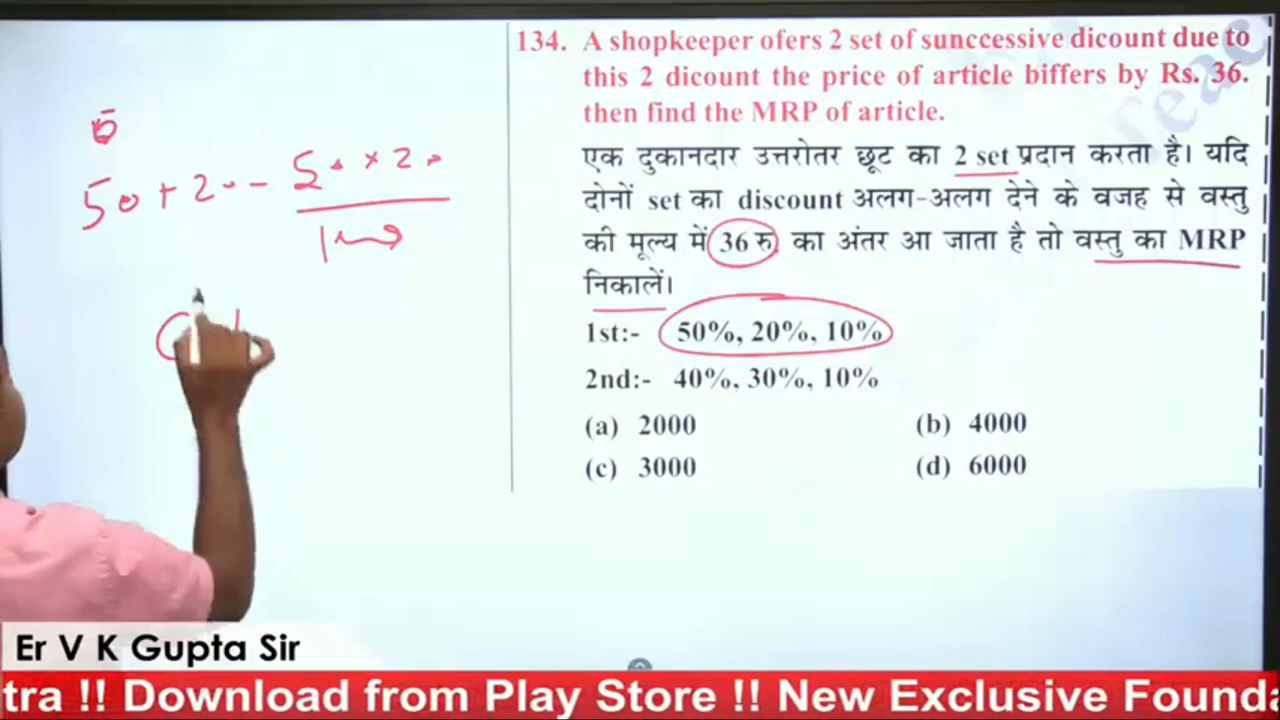 50 + 20 - 50 × 20
100
134. A shopkeeper ofers 2 set of sunccessive dicount due to
this 2 dicount the price of article biffers by Rs. 36.
then find the MRP of article.
एक दुकानदार उत्तरोतर छूट का 2 set प्रदान करता है। यदि
दोनों set का discount अलग-अलग देने के वजह से वस्तु
की मूल्य में 36 रु का अंतर आ जाता है तो वस्तु का MRP
निकालें।
1st:- 50%, 20%, 10%
2nd:- 40%, 30%, 10%
(a) 2000 (b) 4000
(c) 3000 (d) 6000
Er V K Gupta Sir
tra !! Download from Play Store !! New Exclusive Founda